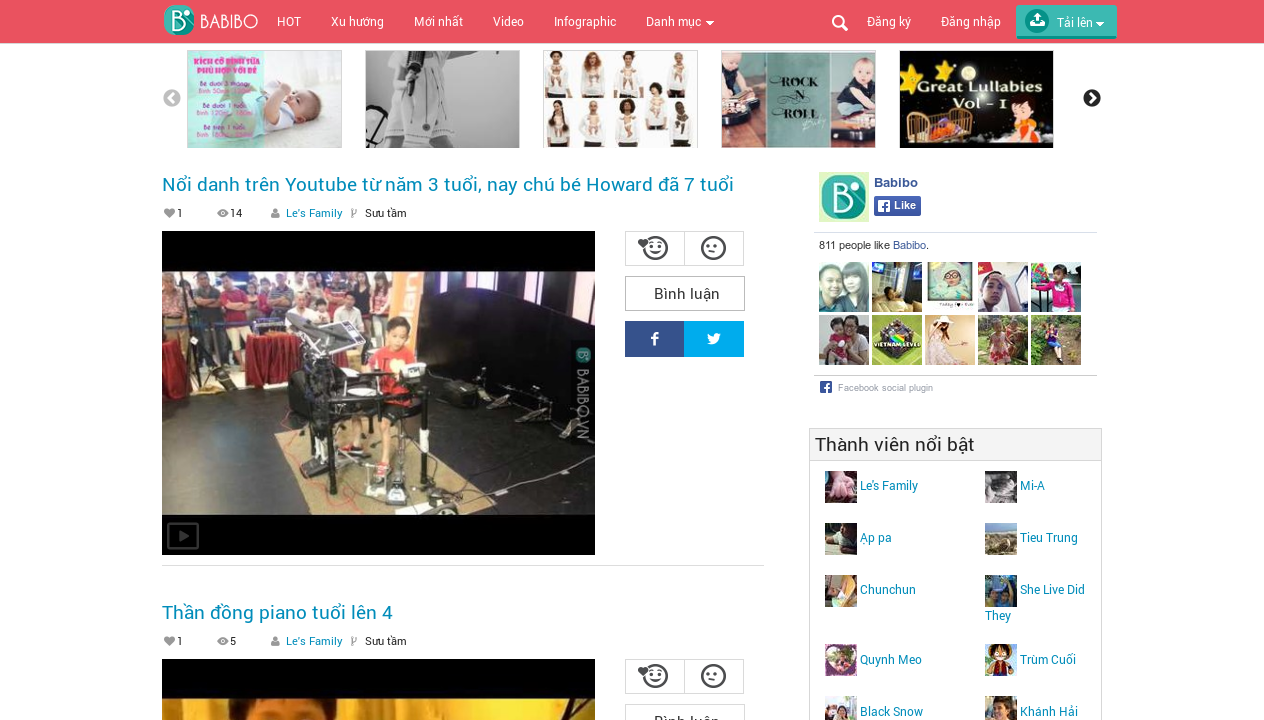 BABIBO
HOT
Xu hướng
Mới nhất
Video
Infographic
Danh mục
Đăng ký
Đăng nhập
Tải lên
KÍCH CỠ BÌNH SỮA
PHÙ HỢP VỚI BÉ
Bé dưới 3 tháng
Bé dưới 1 tuổi
Bé trên 1 tuổi
ROCK
N
ROLL
Baby
Great Lullabies
Vol - 1
Nổi danh trên Youtube từ năm 3 tuổi, nay chú bé Howard đã 7 tuổi
1
14
Le's Family
Sưu tầm
BABIBO.VN
Bình luận
Thần đồng piano tuổi lên 4
1
5
Le's Family
Sưu tầm
Bình luận
Babibo
Like
811 people like Babibo.
VIETNAM LEVEL
Facebook social plugin
Thành viên nổi bật
Le's Family
Mi-A
Ạp pa
Tieu Trung
Chunchun
She Live Did They
Quynh Meo
Trùm Cuối
Black Snow
Khánh Hải